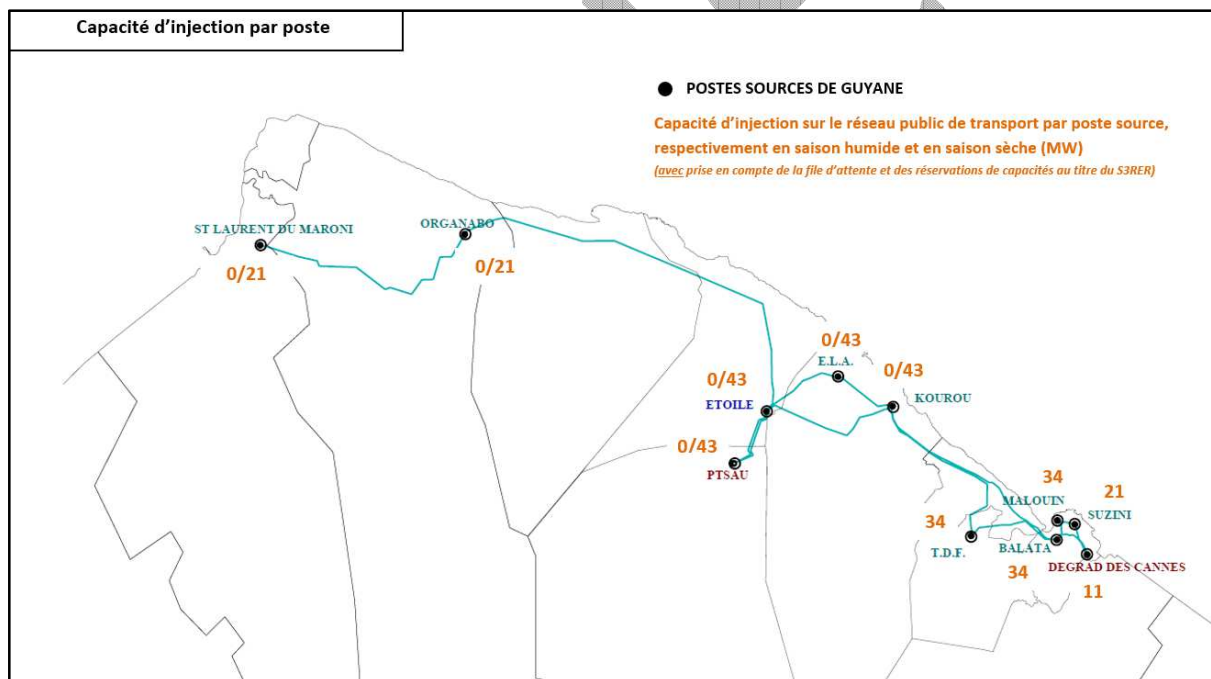 Capacité d’injection par poste
POSTES SOURCES DE GUYANE
Capacité d’injection sur le réseau public de transport par poste source,
respectivement en saison humide et en saison sèche (MW)
(avec prise en compte de la file d’attente et des réservations de capacités au titre du S3RER)
ST LAURENT DU MARONI
0/21
ORGANABO
0/21
0/43
E.L.A.
0/43
KOUROU
0/43
ETOILE
0/43
PTSAU
34
MALOUIN
21
SUZINI
34
T.D.F.
BALATA
34
DEGRAD DES CANNES
11